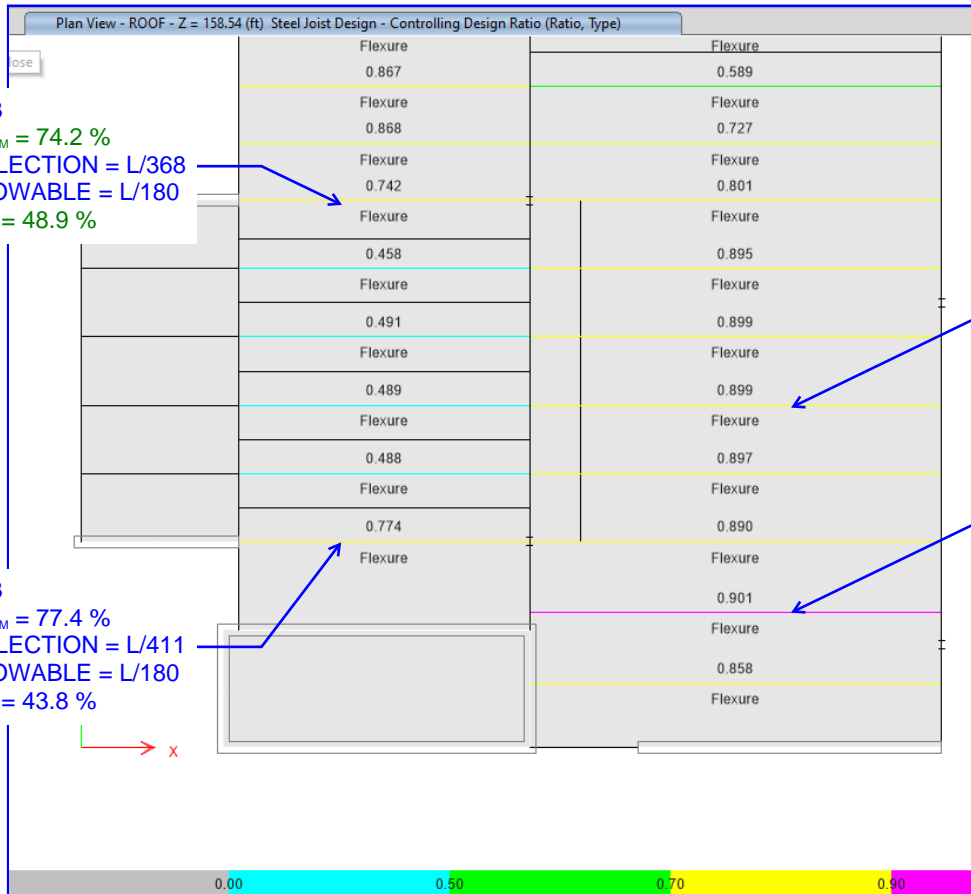 Plan View - ROOF - Z = 158.54 (ft) Steel Joist Design - Controlling Design Ratio (Ratio, Type)
Flexure
Flexure
0.867
0.589
Flexure
Flexure
0.868
0.727
M = 74.2 %
Flexure
Flexure
LECTION = L/368
0.742
0.801
OWABLE = L/180
Flexure
Flexure
= 48.9 %
0.458
0.895
Flexure
Flexure
0.491
0.899
Flexure
Flexure
0.489
0.899
Flexure
Flexure
0.488
0.897
Flexure
Flexure
0.774
0.890
Flexure
Flexure
M = 77.4 %
0.901
LECTION = L/411
Flexure
OWABLE = L/180
0.858
= 43.8 %
Flexure
X
0.00 0.50 0.70 0.90